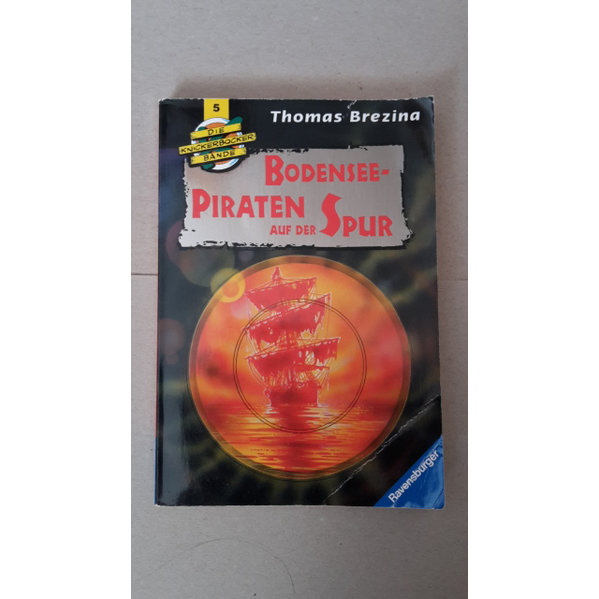 5
Thomas Brezina
DIE
KNICKERBOCKER
BANDE
BODENSEE-
PIRATEN AUF DER SPUR
Ravensburger